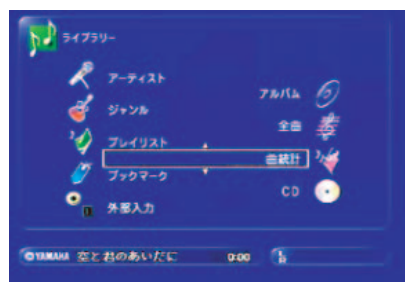 ライブラリー
アーティスト
ジャンル
プレイリスト
ブックマーク
外部入力
アルバム
全曲
曲統計
CD
YAMAHA 空と君のあいだに 0:00